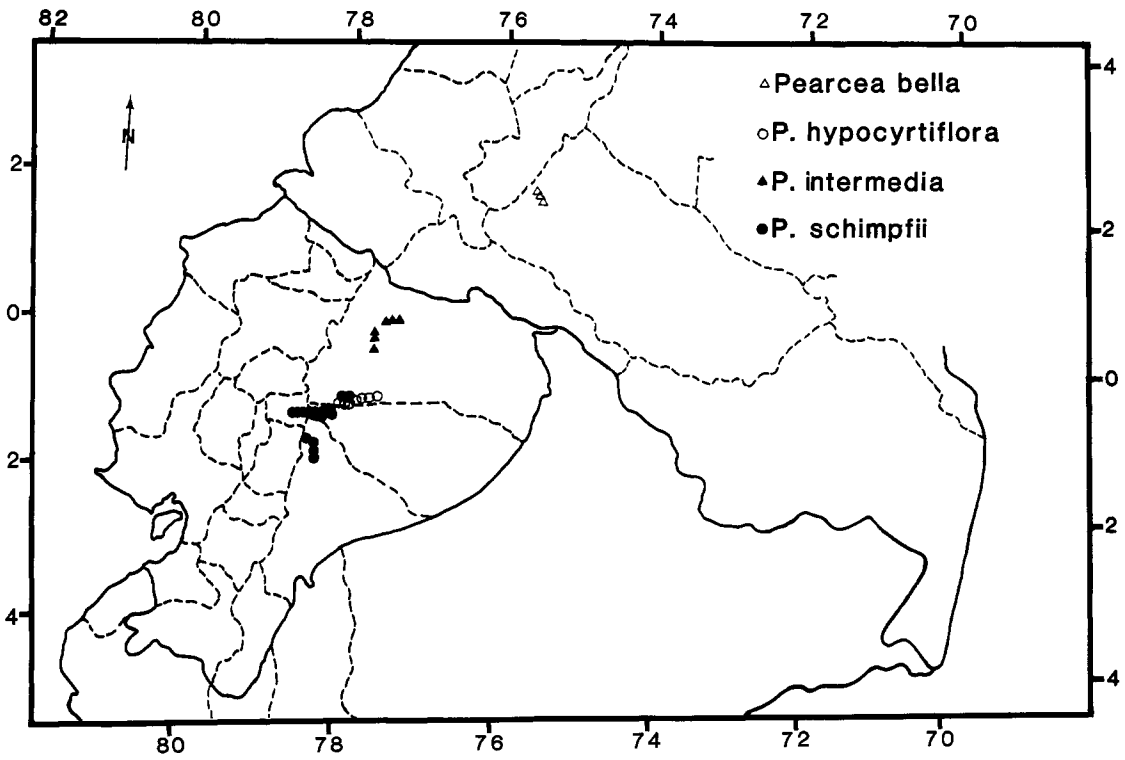 82 80 78 76 74 72 70
4
Pearcea bella
N
P. hypocyrtiflora
2
P. intermedia
P. schimpfii
2
0
0
2
2
4
4
80 78 76 74 72 70